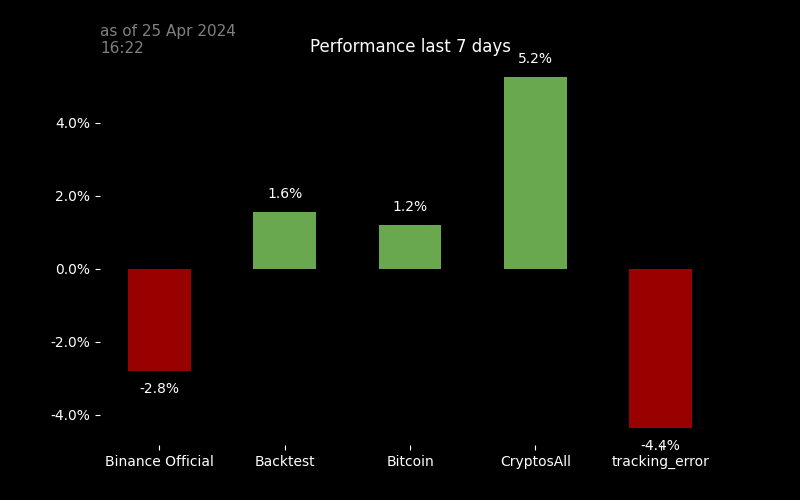 as of 25 Apr 2024
16:22
Performance last 7 days
5.2%
4.0%
2.0%
1.6%
1.2%
0.0%
-2.0%
-2.8%
-4.0%
-4.4%
Binance Official
Backtest
Bitcoin
CryptosAll
tracking_error